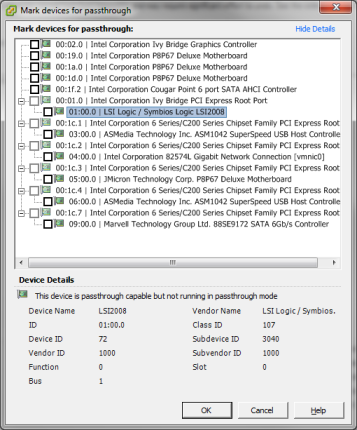 Mark devices for passthrough
Mark devices for passthrough:
Hide Details
00:02.0 | Intel Corporation Ivy Bridge Graphics Controller
00:19.0 | Intel Corporation P8P67 Deluxe Motherboard
00:1a.0 | Intel Corporation P8P67 Deluxe Motherboard
00:1d.0 | Intel Corporation P8P67 Deluxe Motherboard
00:1f.2 | Intel Corporation Cougar Point 6 port SATA AHCI Controller
00:01.0 | Intel Corporation Ivy Bridge PCI Express Root Port
01:00.0 | LSI Logic / Symbios Logic LSI2008
00:1c.1 | Intel Corporation 6 Series/C200 Series Chipset Family PCI Express Root
03:00.0 | ASMedia Technology Inc. ASM1042 SuperSpeed USB Host Controlle
00:1c.2 | Intel Corporation 6 Series/C200 Series Chipset Family PCI Express Root
04:00.0 | Intel Corporation 82574L Gigabit Network Connection [vmnic0]
00:1c.3 | Intel Corporation 6 Series/C200 Series Chipset Family PCI Express Root
05:00.0 | JMicron Technology Corp. P8P67 Deluxe Motherboard
00:1c.4 | Intel Corporation 6 Series/C200 Series Chipset Family PCI Express Root
06:00.0 | ASMedia Technology Inc. ASM1042 SuperSpeed USB Host Controlle
00:1c.7 | Intel Corporation 6 Series/C200 Series Chipset Family PCI Express Root
09:00.0 | Marvell Technology Group Ltd. 88SE9172 SATA 6Gb/s Controller
Device Details
This device is passthrough capable but not running in passthrough mode
Device Name LSI2008 Vendor Name LSI Logic / Symbios.
ID 01:00.0 Class ID 107
Device ID 72 Subdevice ID 3040
Vendor ID 1000 Subvendor ID 1000
Function 0 Slot 0
Bus 1
OK Cancel Help